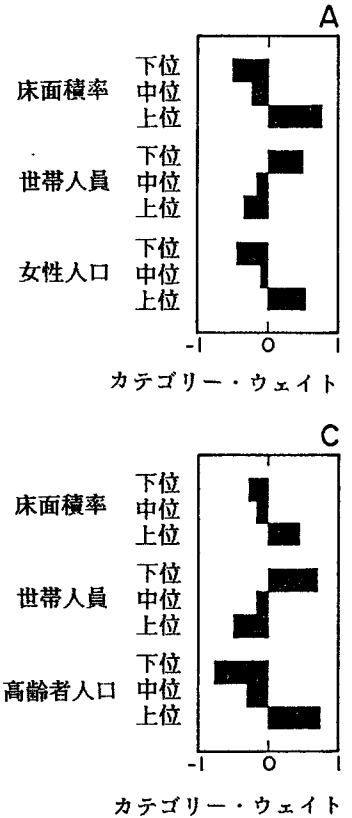 A
床面積率
下位
中位
上位
世帯人員
下位
中位
上位
女性人口
下位
中位
上位
-1 0 1
カテゴリー・ウェイト
C
床面積率
下位
中位
上位
世帯人員
下位
中位
上位
高齢者人口
下位
中位
上位
-1 0 1
カテゴリー・ウェイト